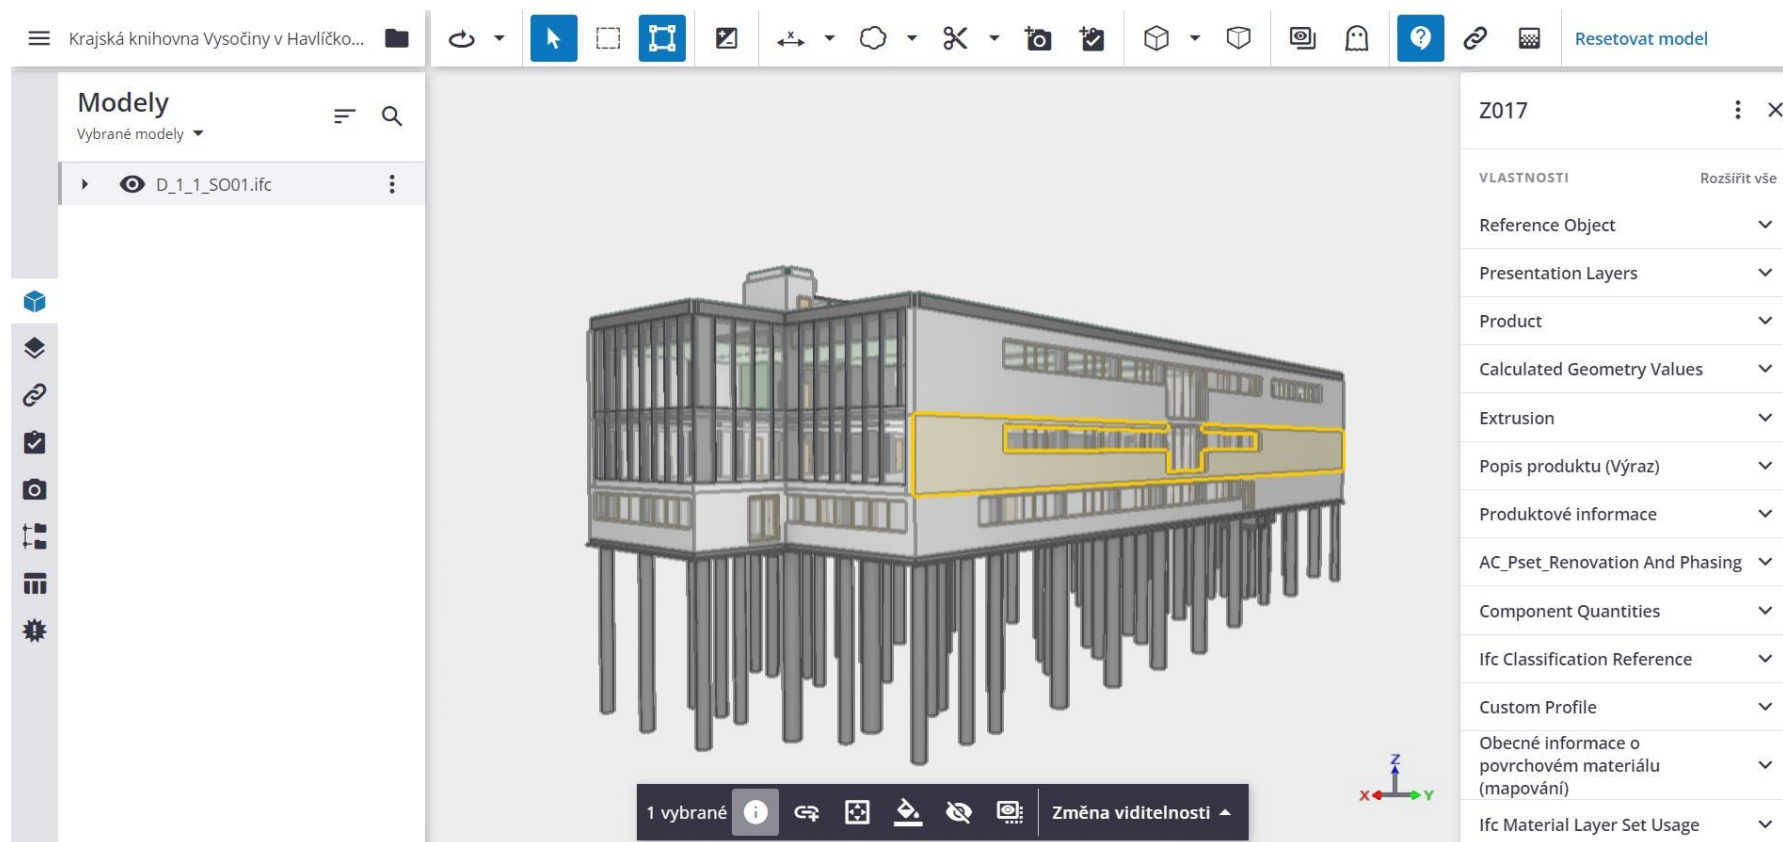 Krajská knihovna Vysočiny v Havlíčko...
Resetovat model
Modely
Vybrané modely
D_1_1_SO01.ifc
Z017
VLASTNOSTI Rozšířit vše
Reference Object
Presentation Layers
Product
Calculated Geometry Values
Extrusion
Popis produktu (Výraz)
Produktové informace
AC_Pset_Renovation And Phasing
Component Quantities
Ifc Classification Reference
Custom Profile
Obecné informace o
povrchovém materiálu
(mapování)
Ifc Material Layer Set Usage
Z
X Y
1 vybrané Změna viditelnosti